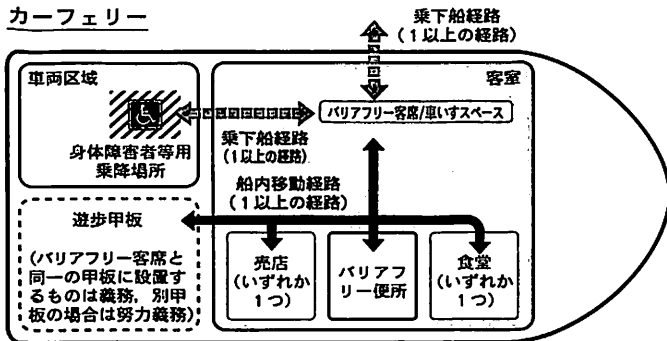 カーフェリー
乗下船経路
(1以上の経路)
車両区域
客室
バリアフリー客席/車いすスペース
身体障害者等用
乗降場所
乗下船経路
(1以上の経路)
船内移動経路
(1以上の経路)
遊歩甲板
(バリアフリー客席と
同一の甲板に設置す
るものは義務，別甲
板の場合は努力義務)
売店
(いずれか
1つ)
バリアフ
リー便所
食堂
(いずれか
1つ)